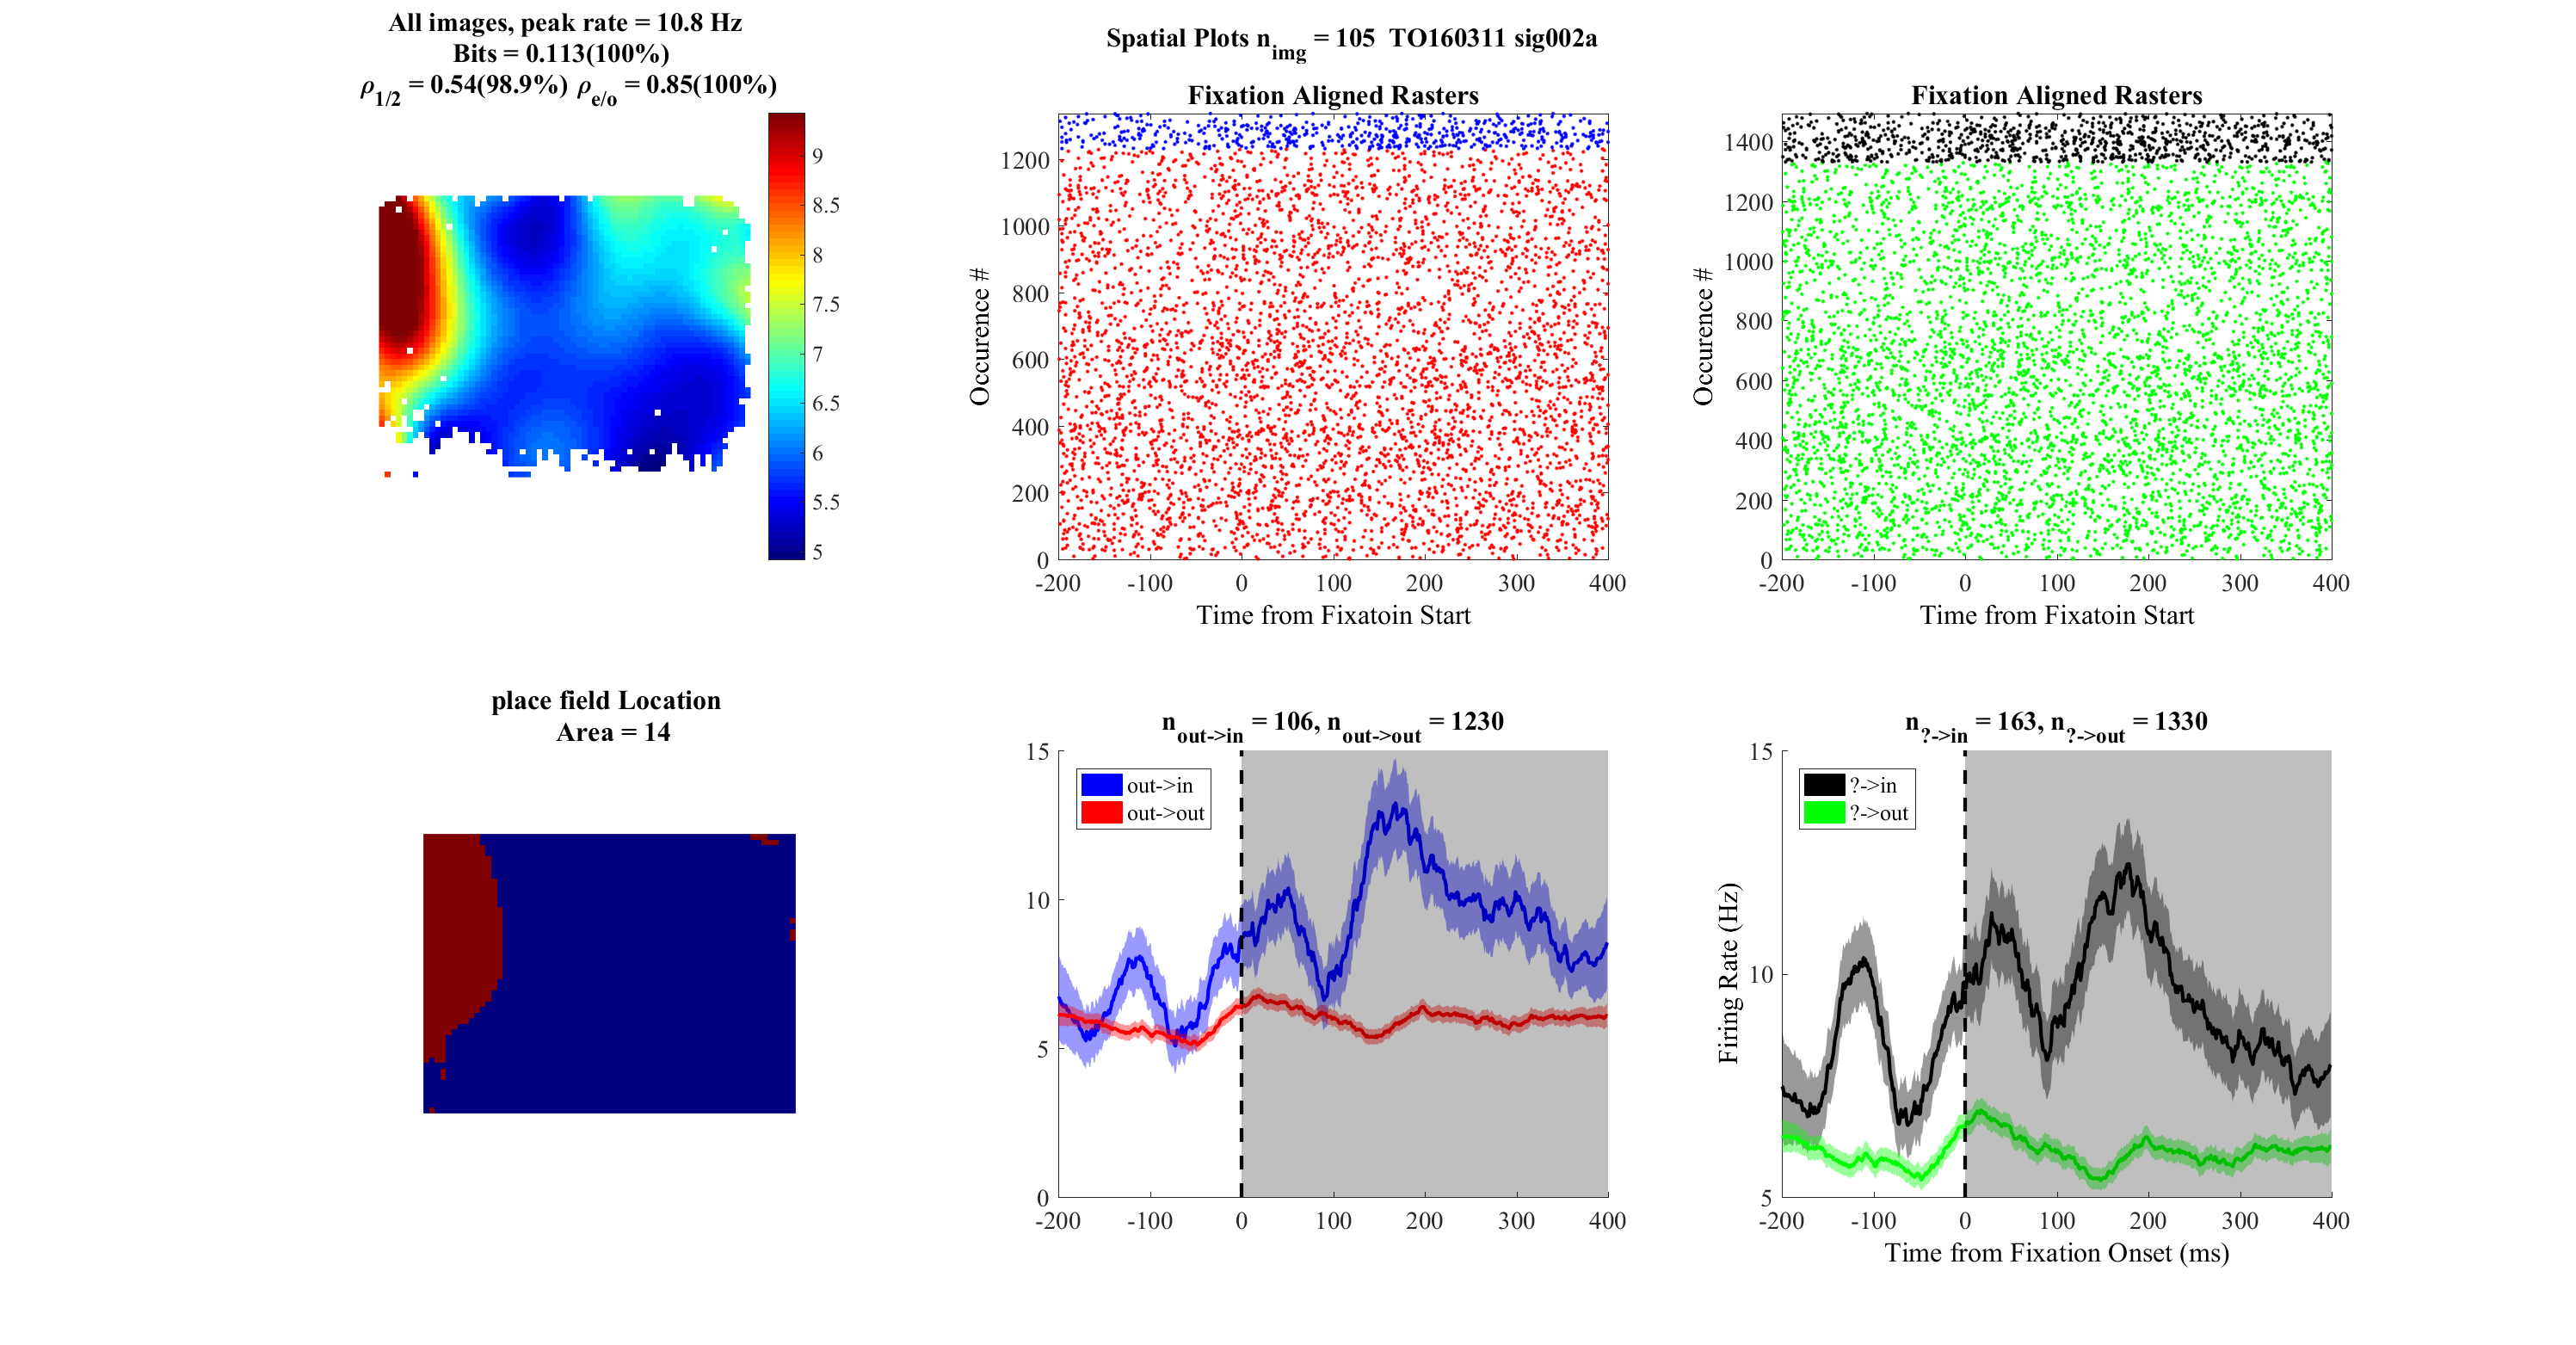 All images, peak rate = 10.8 Hz
Bits = 0.113(100%)
ρ1/2 = 0.54(98.9%) ρe/o = 0.85(100%)
9
8.5
8
7.5
7
6.5
6
5.5
5
Spatial Plots nimg = 105 TO160311 sig002a
Fixation Aligned Rasters
Occurence #
1200
1000
800
600
400
200
0
-200 -100 0 100 200 300 400
Time from Fixatoin Start
Fixation Aligned Rasters
Occurence #
1400
1200
1000
800
600
400
200
0
-200 -100 0 100 200 300 400
Time from Fixatoin Start
place field Location
Area = 14
nout->in = 106, nout->out = 1230
15
10
5
0
out->in
out->out
-200 -100 0 100 200 300 400
n?->in = 163, n?->out = 1330
Firing Rate (Hz)
15
10
5
?->in
?->out
-200 -100 0 100 200 300 400
Time from Fixation Onset (ms)